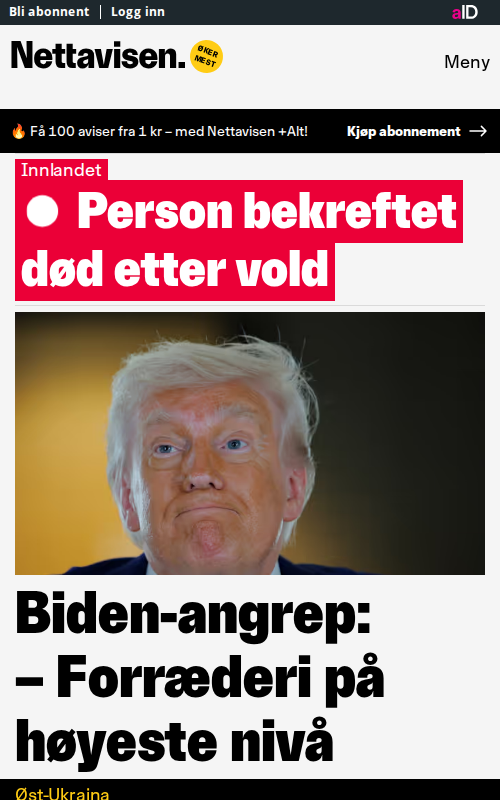 Bli abonnent | Logg inn
aID
Nettavisen.
ØKER
MEST
Meny
Få 100 aviser fra 1 kr – med Nettavisen +Alt!
Kjøp abonnement
Innlandet
Person bekreftet
død etter vold
Biden-angrep:
– Forræderi på
høyeste nivå
Øst-Ukraina